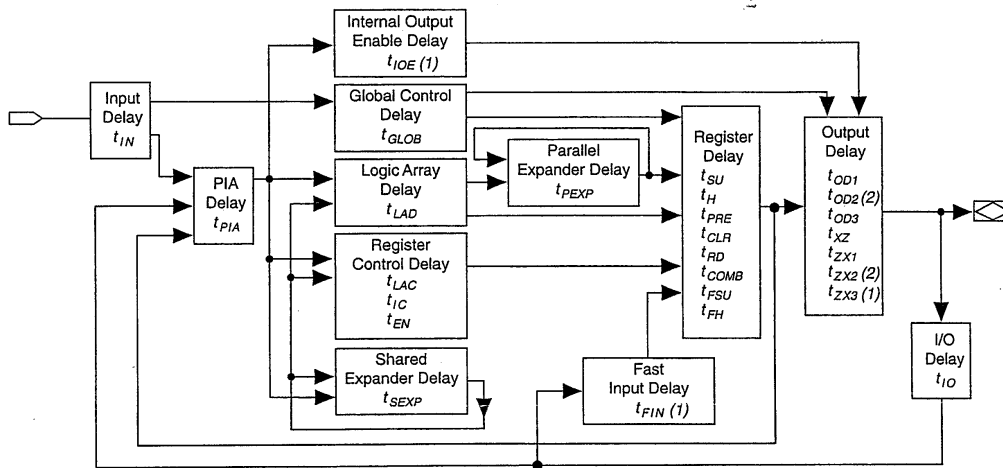 Internal Output
Enable Delay
tIOE (1)
Input
Delay
tIN
Global Control
Delay
tGLOB
Register
Delay
tSU
tH
tPRE
tCLR
tRD
tCOMB
tFSU
tFH
Output
Delay
tOD1
tOD2 (2)
tOD3
tXZ
tZX1
tZX2 (2)
tZX3 (1)
Parallel
Expander Delay
tPEXP
PIA
Delay
tPIA
Logic Array
Delay
tLAD
Register
Control Delay
tLAC
tIC
tEN
I/O
Delay
tIO
Shared
Expander Delay
tSEXP
Fast
Input Delay
tFIN (1)